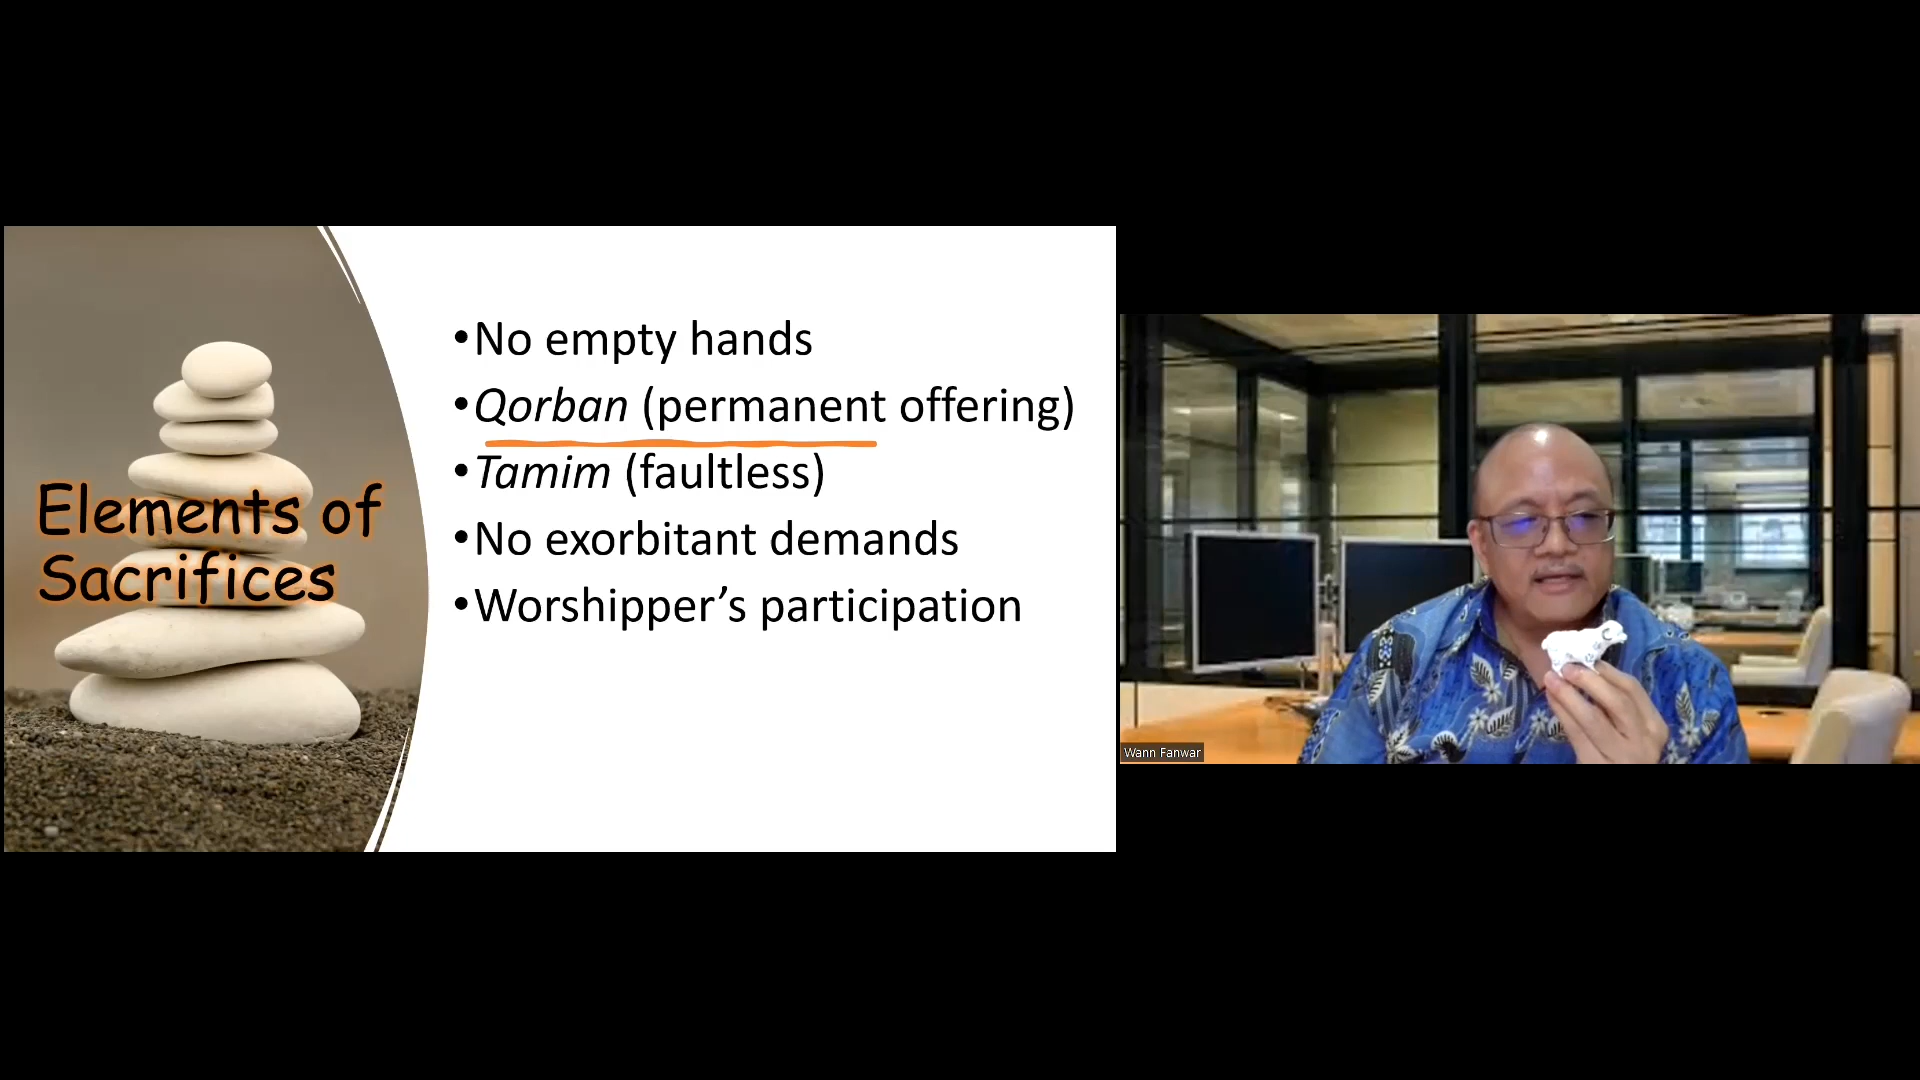 Elements of
Sacrifices
•No empty hands
•Qorban (permanent offering)
•Tamim (faultless)
•No exorbitant demands
•Worshipper’s participation
Wann Fanwar